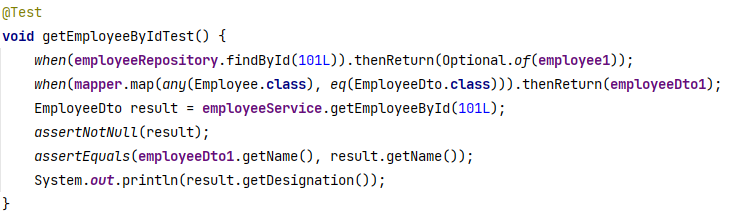 @Test
void getEmployeeByIdTest() {
    when(employeeRepository.findById(101L)).thenReturn(Optional.of(employee1));
    when(mapper.map(any(Employee.class), eq(EmployeeDto.class))).thenReturn(employeeDto1);
    EmployeeDto result = employeeService.getEmployeeById(101L);
    assertNotNull(result);
    assertEquals(employeeDto1.getName(), result.getName());
    System.out.println(result.getDesignation());
}